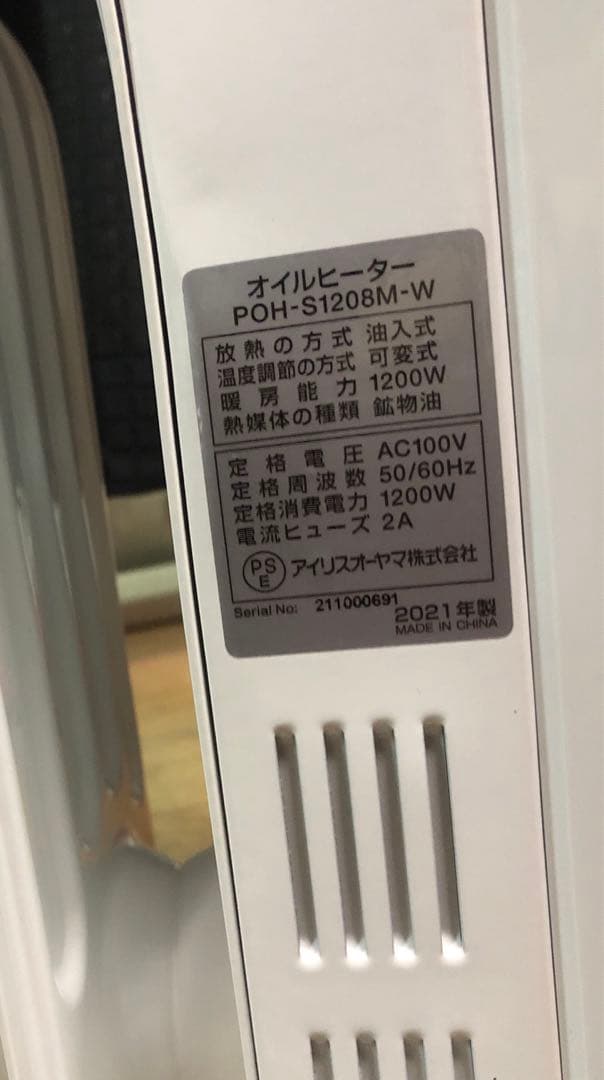 オイルヒーター
POH-S1208M-W
放熱の方式 油入式
温度調節の方式 可変式
暖房能力 1200W
熱媒体の種類 鉱物油
定格電圧 AC100V
定格周波数 50/60Hz
定格消費電力 1200W
電流ヒューズ 2A
PSE アイリスオーヤマ株式会社
Serial No: 211000691
2021年製
MADE IN CHINA